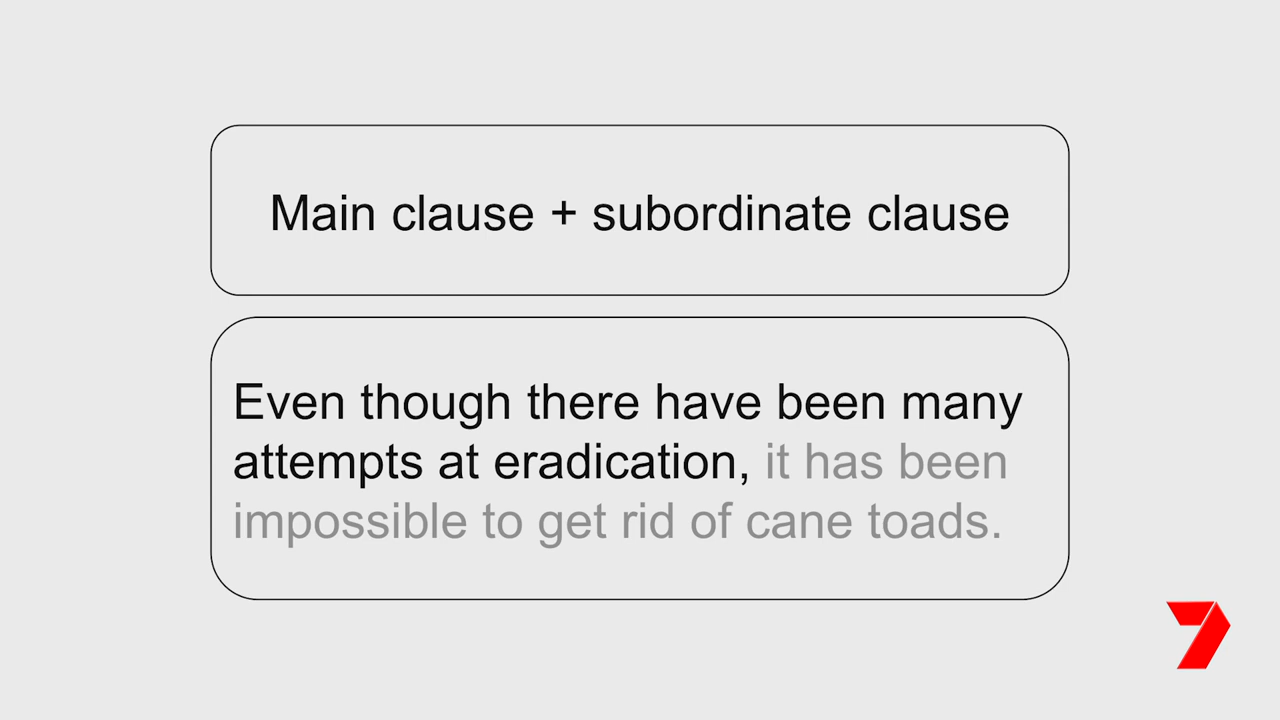 Main clause + subordinate clause
Even though there have been many
attempts at eradication, it has been
impossible to get rid of cane toads.